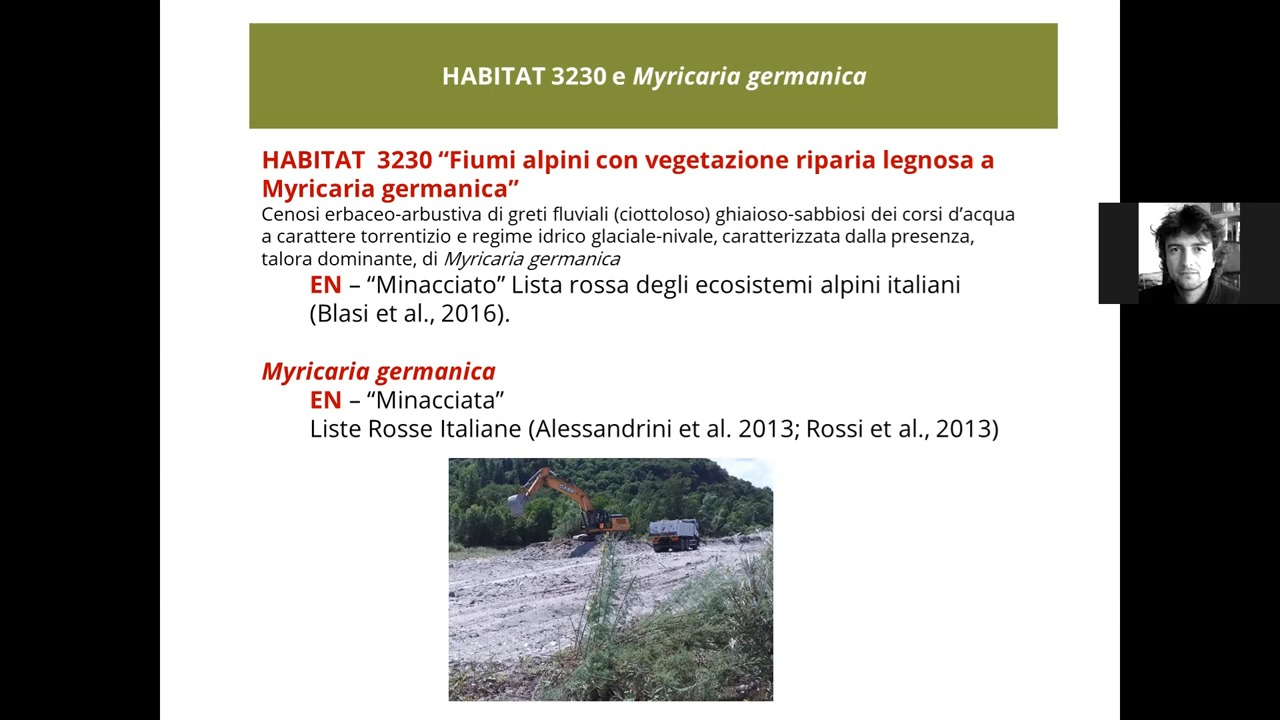 HABITAT 3230 e Myricaria germanica
HABITAT 3230 “Fiumi alpini con vegetazione riparia legnosa a
Myricaria germanica”
Cenosi erbaceo-arbustiva di greti fluviali (ciottoloso) ghiaioso-sabbiosi dei corsi d’acqua
a carattere torrentizio e regime idrico glaciale-nivale, caratterizzata dalla presenza,
talora dominante, di Myricaria germanica
EN – “Minacciato” Lista rossa degli ecosistemi alpini italiani
(Blasi et al., 2016).
Myricaria germanica
EN – “Minacciata”
Liste Rosse Italiane (Alessandrini et al. 2013; Rossi et al., 2013)
CASE